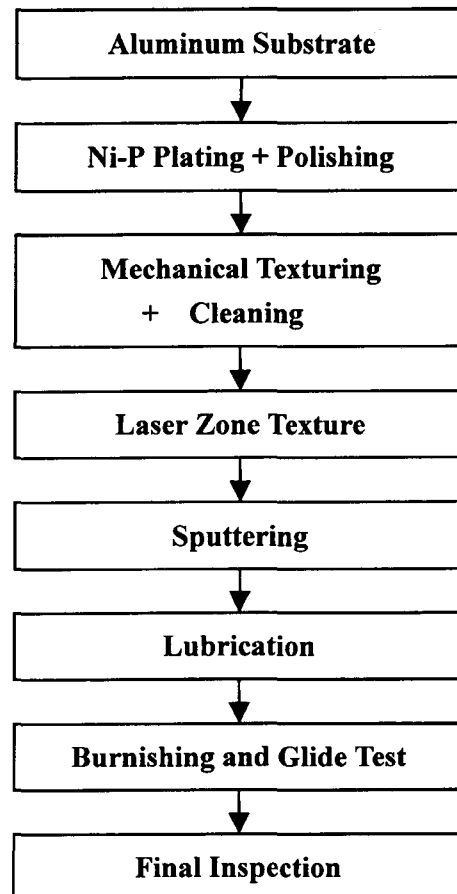 Aluminum Substrate
Ni-P Plating + Polishing
Mechanical Texturing
+ Cleaning
Laser Zone Texture
Sputtering
Lubrication
Burnishing and Glide Test
Final Inspection